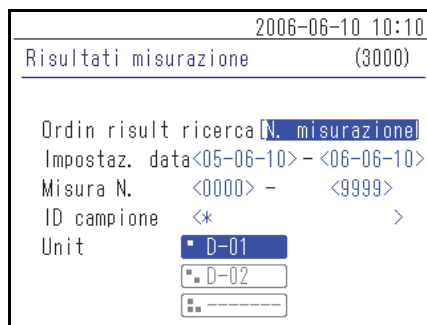 2006-06-10 10:10
Risultati misurazione (3000)
Ordin risult ricerca[N. misurazione]
Impostaz. data<05-06-10> - <06-06-10>
Misura N. <0000> - <9999>
ID campione <* >
Unit D-01
D-02
-------